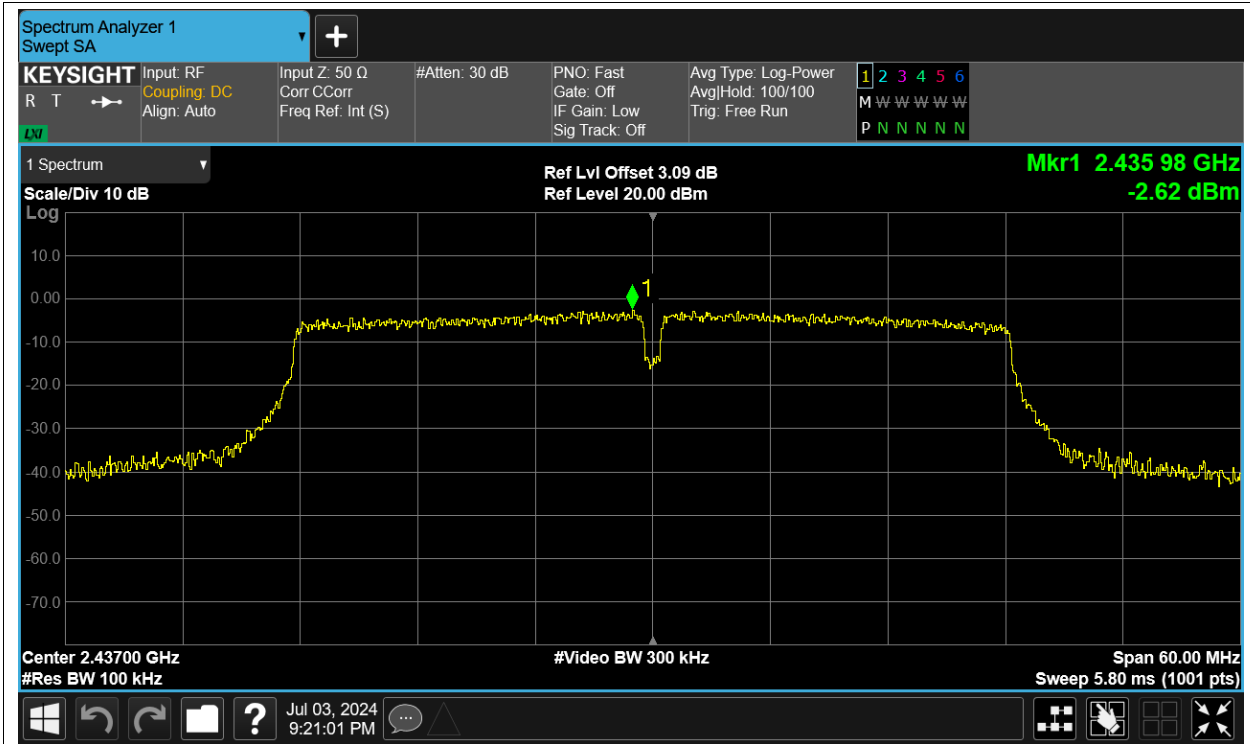 Spectrum Analyzer 1
Swept SA
KEYSIGHT
R T
LXI
Input: RF
Coupling: DC
Align: Auto
Input Z: 50 Ω
Corr CCorr
Freq Ref: Int (S)
#Atten: 30 dB
PNO: Fast
Gate: Off
IF Gain: Low
Sig Track: Off
Avg Type: Log-Power
Avg|Hold: 100/100
Trig: Free Run
1 2 3 4 5 6
M W W W W W
P N N N N N
1 Spectrum
Scale/Div 10 dB
Log
Ref Lvl Offset 3.09 dB
Ref Level 20.00 dBm
Mkr1 2.435 98 GHz
-2.62 dBm
10.0
0.00
-10.0
-20.0
-30.0
-40.0
-50.0
-60.0
-70.0
1
Center 2.43700 GHz
#Res BW 100 kHz
#Video BW 300 kHz
Span 60.00 MHz
Sweep 5.80 ms (1001 pts)
?
Jul 03, 2024
9:21:01 PM